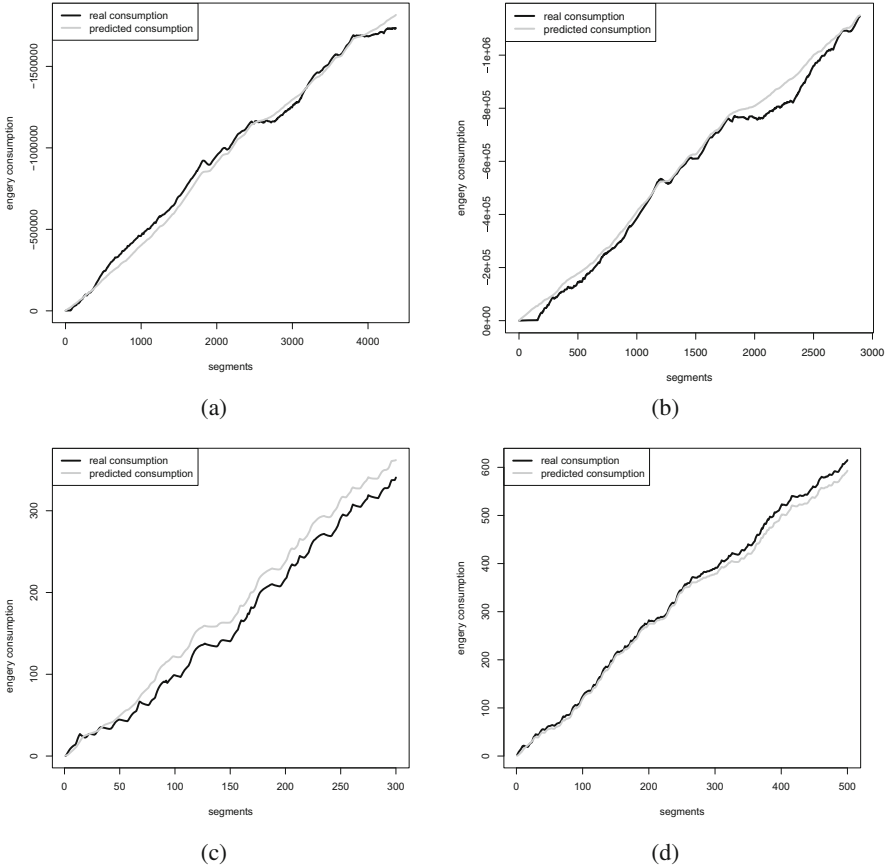 real consumption
predicted consumption
engery consumption
-1500000
-1000000
-500000
0
0 1000 2000 3000 4000
segments
(a)
real consumption
predicted consumption
engery consumption
-1e+06
-8e+05
-6e+05
-4e+05
-2e+05
0e+00
0 500 1000 1500 2000 2500 3000
segments
(b)
real consumption
predicted consumption
engery consumption
300
200
100
0
0 50 100 150 200 250 300
segments
(c)
real consumption
predicted consumption
engery consumption
600
500
400
300
200
100
0
0 100 200 300 400 500
segments
(d)